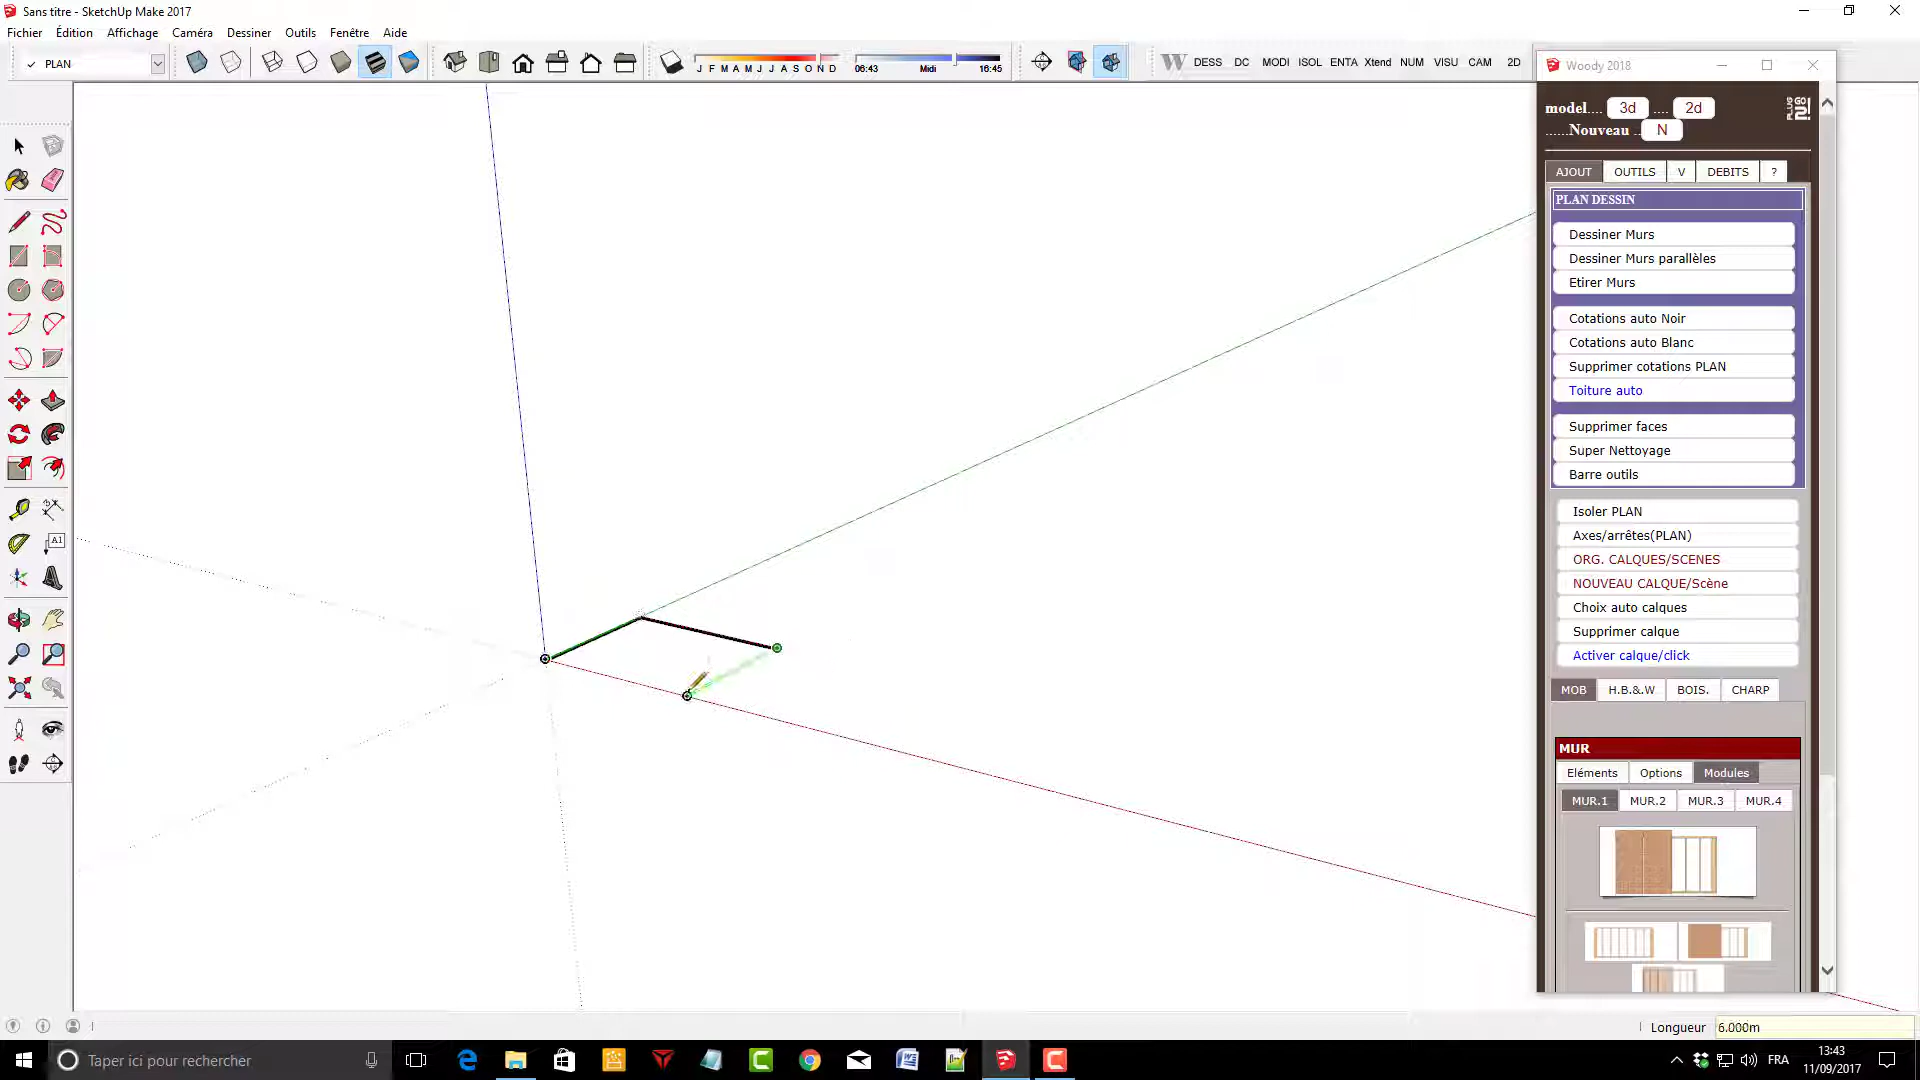 Sans titre - SketchUp Make 2017
Fichier Édition Affichage Caméra Dessiner Outils Fenêtre Aide
PLAN
J F M A M J J A S O N D
06:43 Midi 16:45
DESS DC MODI ISOL ENTA Xtend NUM VISU CAM 2D
Woody 2018
model.... 3d .... 2d
......Nouveau .. N
PLUG GO 21
AJOUT OUTILS V DEBITS ?
PLAN DESSIN
Dessiner Murs
Dessiner Murs parallèles
Etirer Murs
Cotations auto Noir
Cotations auto Blanc
Supprimer cotations PLAN
Toiture auto
Supprimer faces
Super Nettoyage
Barre outils
Isoler PLAN
Axes/arrêtes(PLAN)
ORG. CALQUES/SCENES
NOUVEAU CALQUE/Scène
Choix auto calques
Supprimer calque
Activer calque/click
MOB H.B.&.W BOIS. CHARP
MUR
Eléments Options Modules
MUR.1 MUR.2 MUR.3 MUR.4
A1
Longueur 6.000m
Taper ici pour rechercher
FRA
13:43
11/09/2017